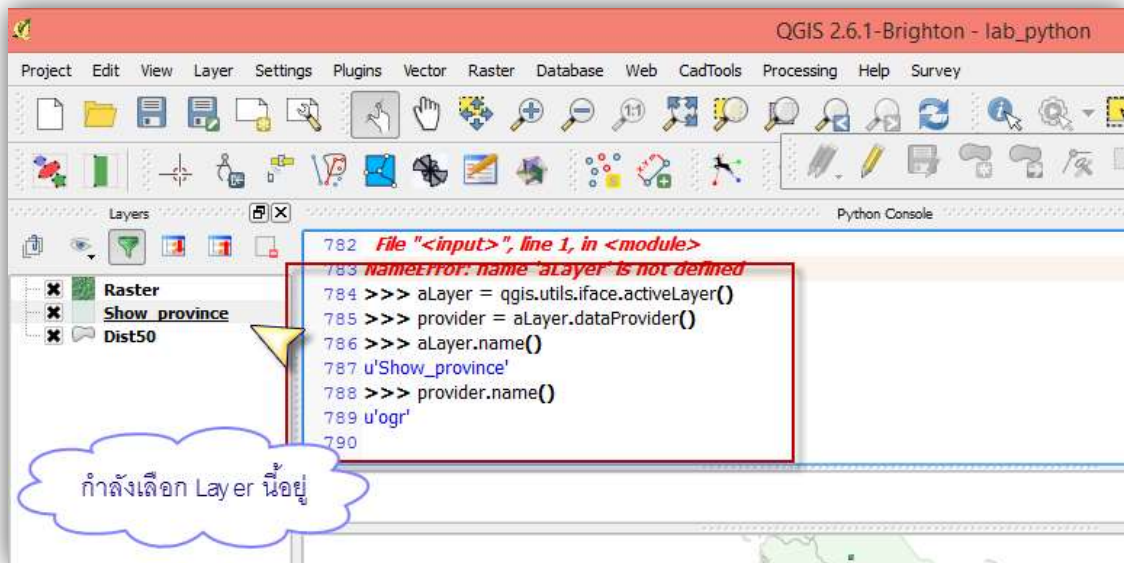 QGIS 2.6.1-Brighton - lab_python
Project Edit View Layer Settings Plugins Vector Raster Database Web CadTools Processing Help Survey
Layers
Python Console
Raster
Show_province
Dist50
782 File "<input>", line 1, in <module>
783 NameError: name 'aLayer' is not defined
784 >>> aLayer = qgis.utils.iface.activeLayer()
785 >>> provider = aLayer.dataProvider()
786 >>> aLayer.name()
787 u'Show_province'
788 >>> provider.name()
789 u'ogr'
790
กำลังเลือก Layer นี้อยู่